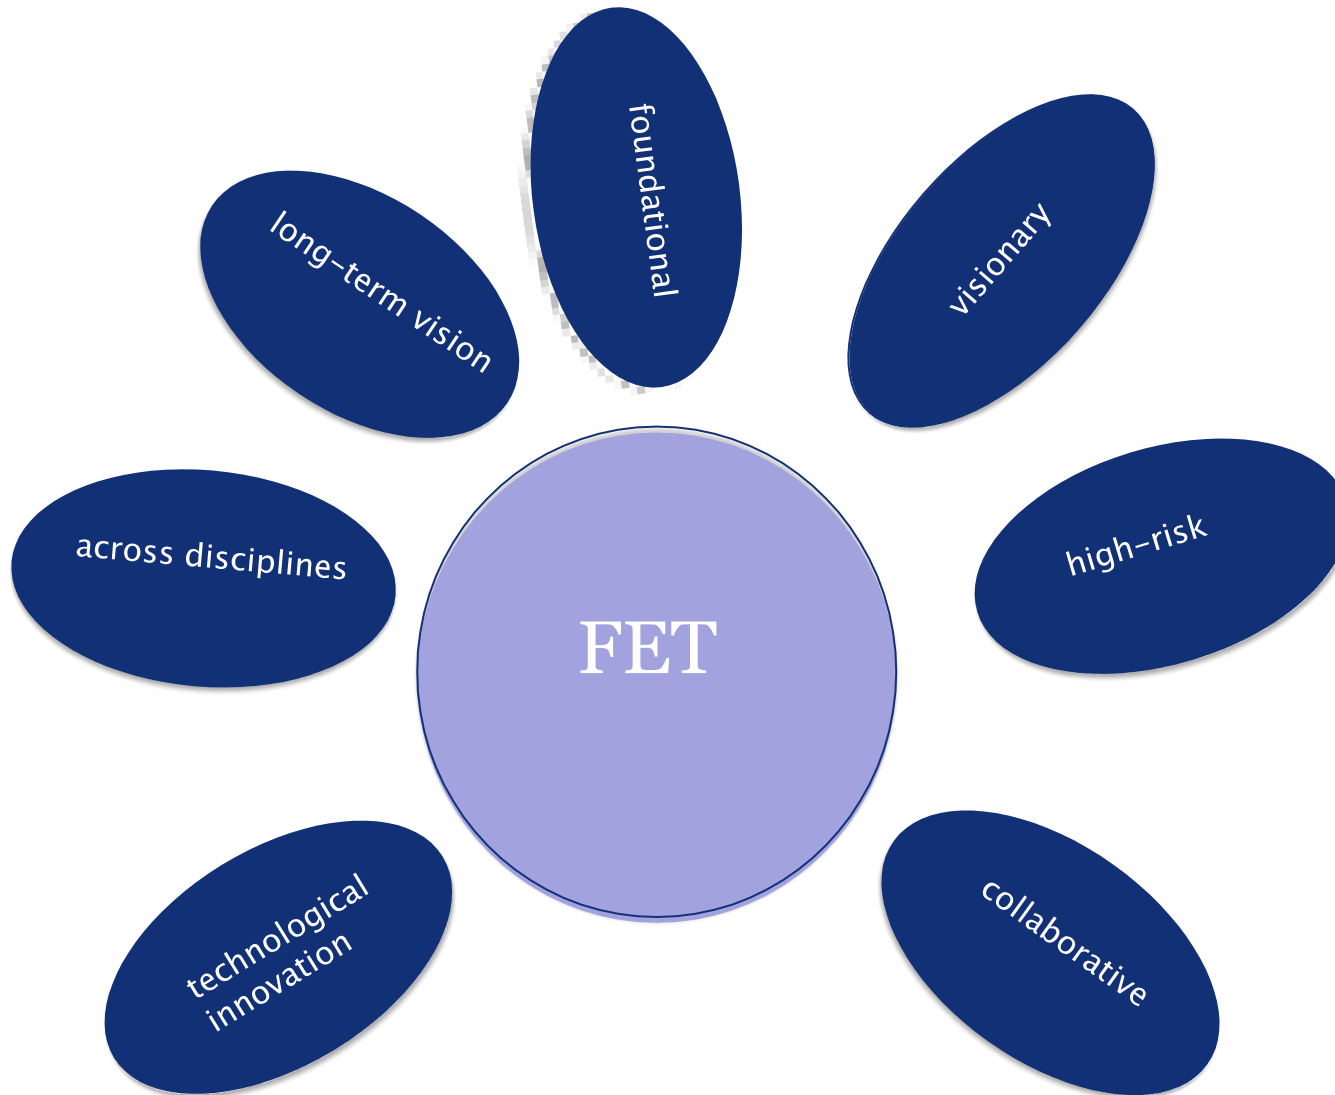 foundational
visionary
long-term vision
high-risk
across disciplines
FET
collaborative
technological
innovation